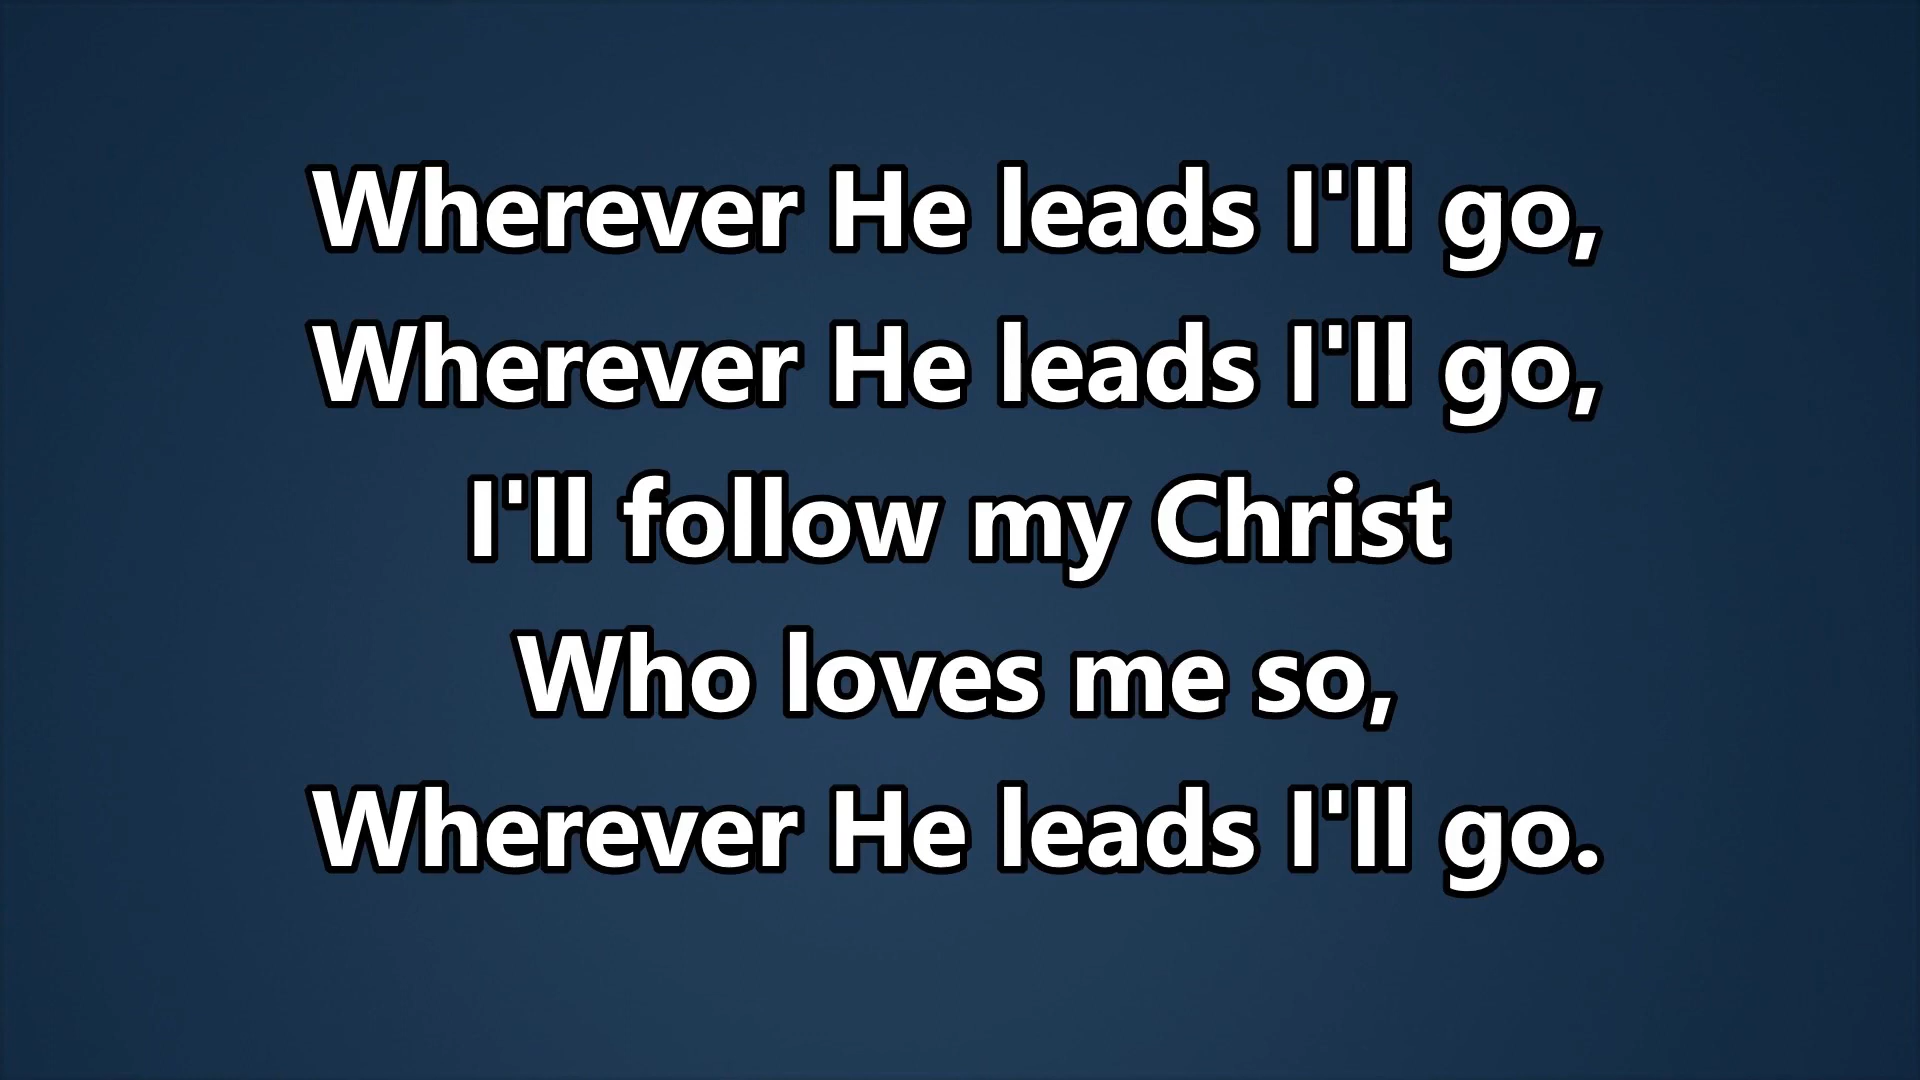 Wherever He leads I'll go,
Wherever He leads I'll go,
I'll follow my Christ
Who loves me so,
Wherever He leads I'll go.